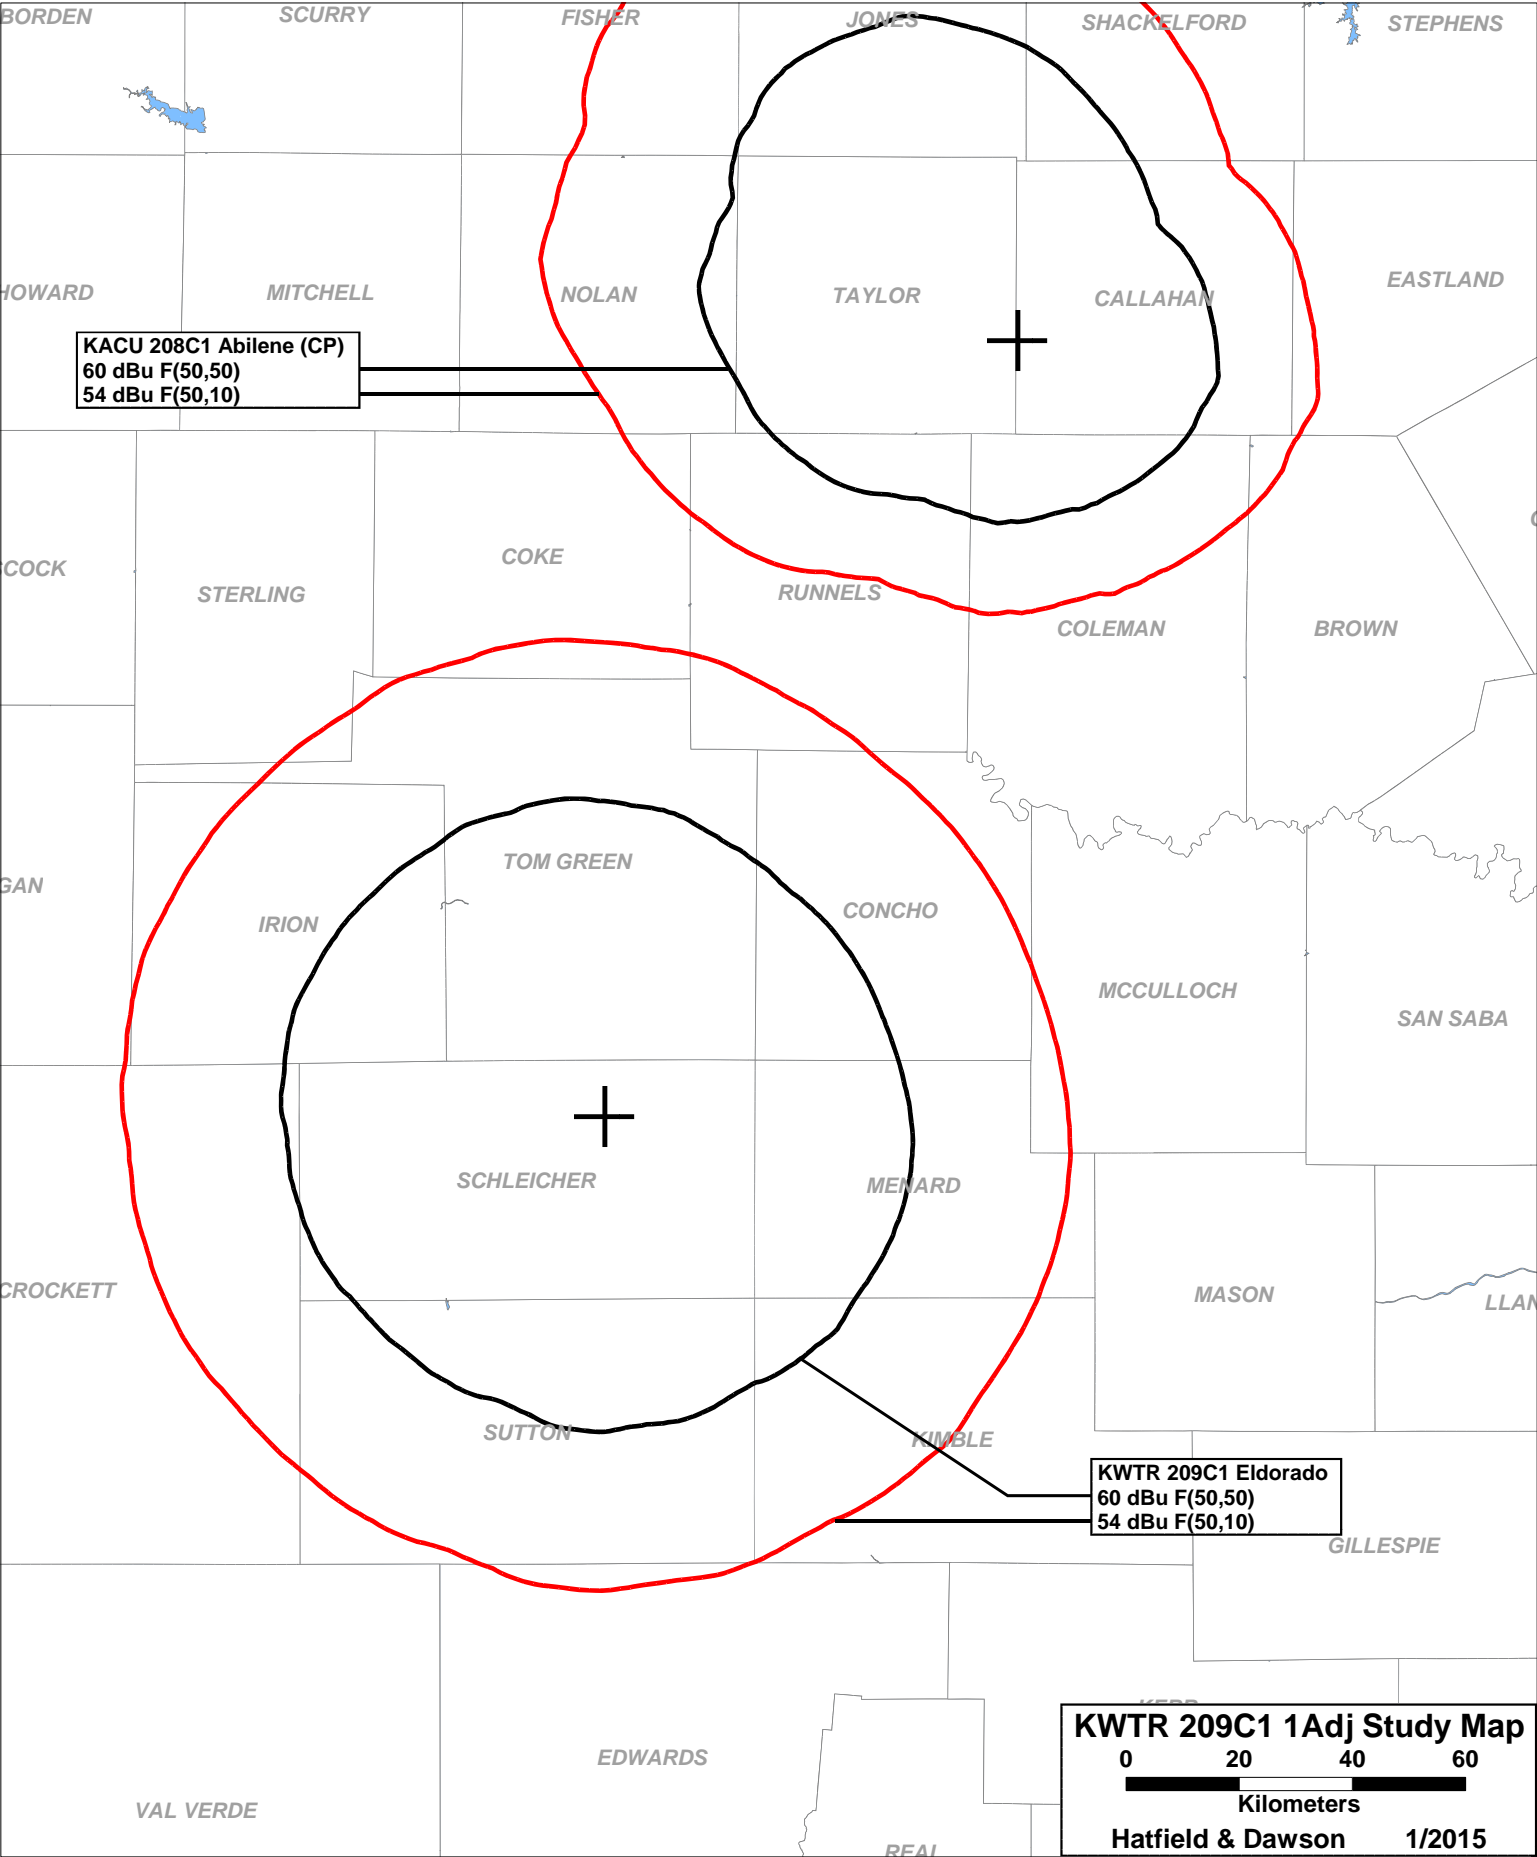 BORDEN
SCURRY
FISHER
JONES
SHACKELFORD
STEPHENS
HOWARD
MITCHELL
NOLAN
TAYLOR
CALLAHAN
EASTLAND
KACU 208C1 Abilene (CP)
60 dBu F(50,50)
54 dBu F(50,10)
SCOCK
STERLING
COKE
RUNNELS
COLEMAN
BROWN
GAN
IRION
TOM GREEN
CONCHO
MCCULLOCH
SAN SABA
SCHLEICHER
MENARD
CROCKETT
MASON
LLAN
SUTTON
KIMBLE
KWTR 209C1 Eldorado
60 dBu F(50,50)
54 dBu F(50,10)
GILLESPIE
EDWARDS
VAL VERDE
REAL
KERR
KWTR 209C1 1Adj Study Map
0 20 40 60
Kilometers
Hatfield & Dawson 1/2015